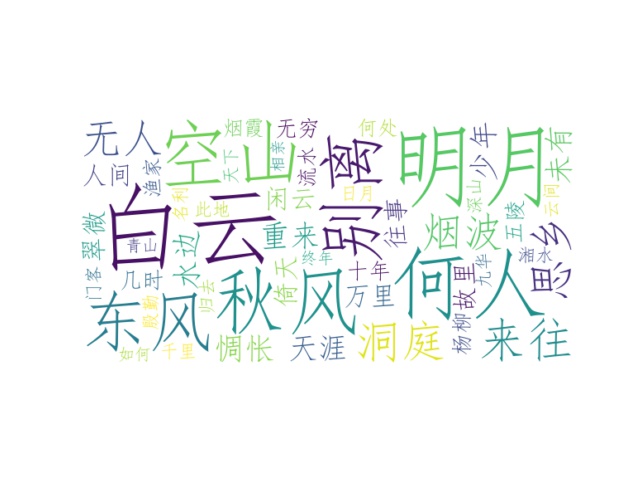 烟霞
无穷
何处
无人
空山
天下
相亲
流水
别离
明月
少年
未有
人间
渔家
名利
此地
闲云
日月
深山
云间
翠微
青山
白云
水边
重来
往事
烟波
五陵
思乡
门客
几时
殷勤
归去
倚天
终年
十年
万里
何人
故里
九华
东风
秋风
杨柳
来往
如何
千里
惆怅
天涯
洞庭